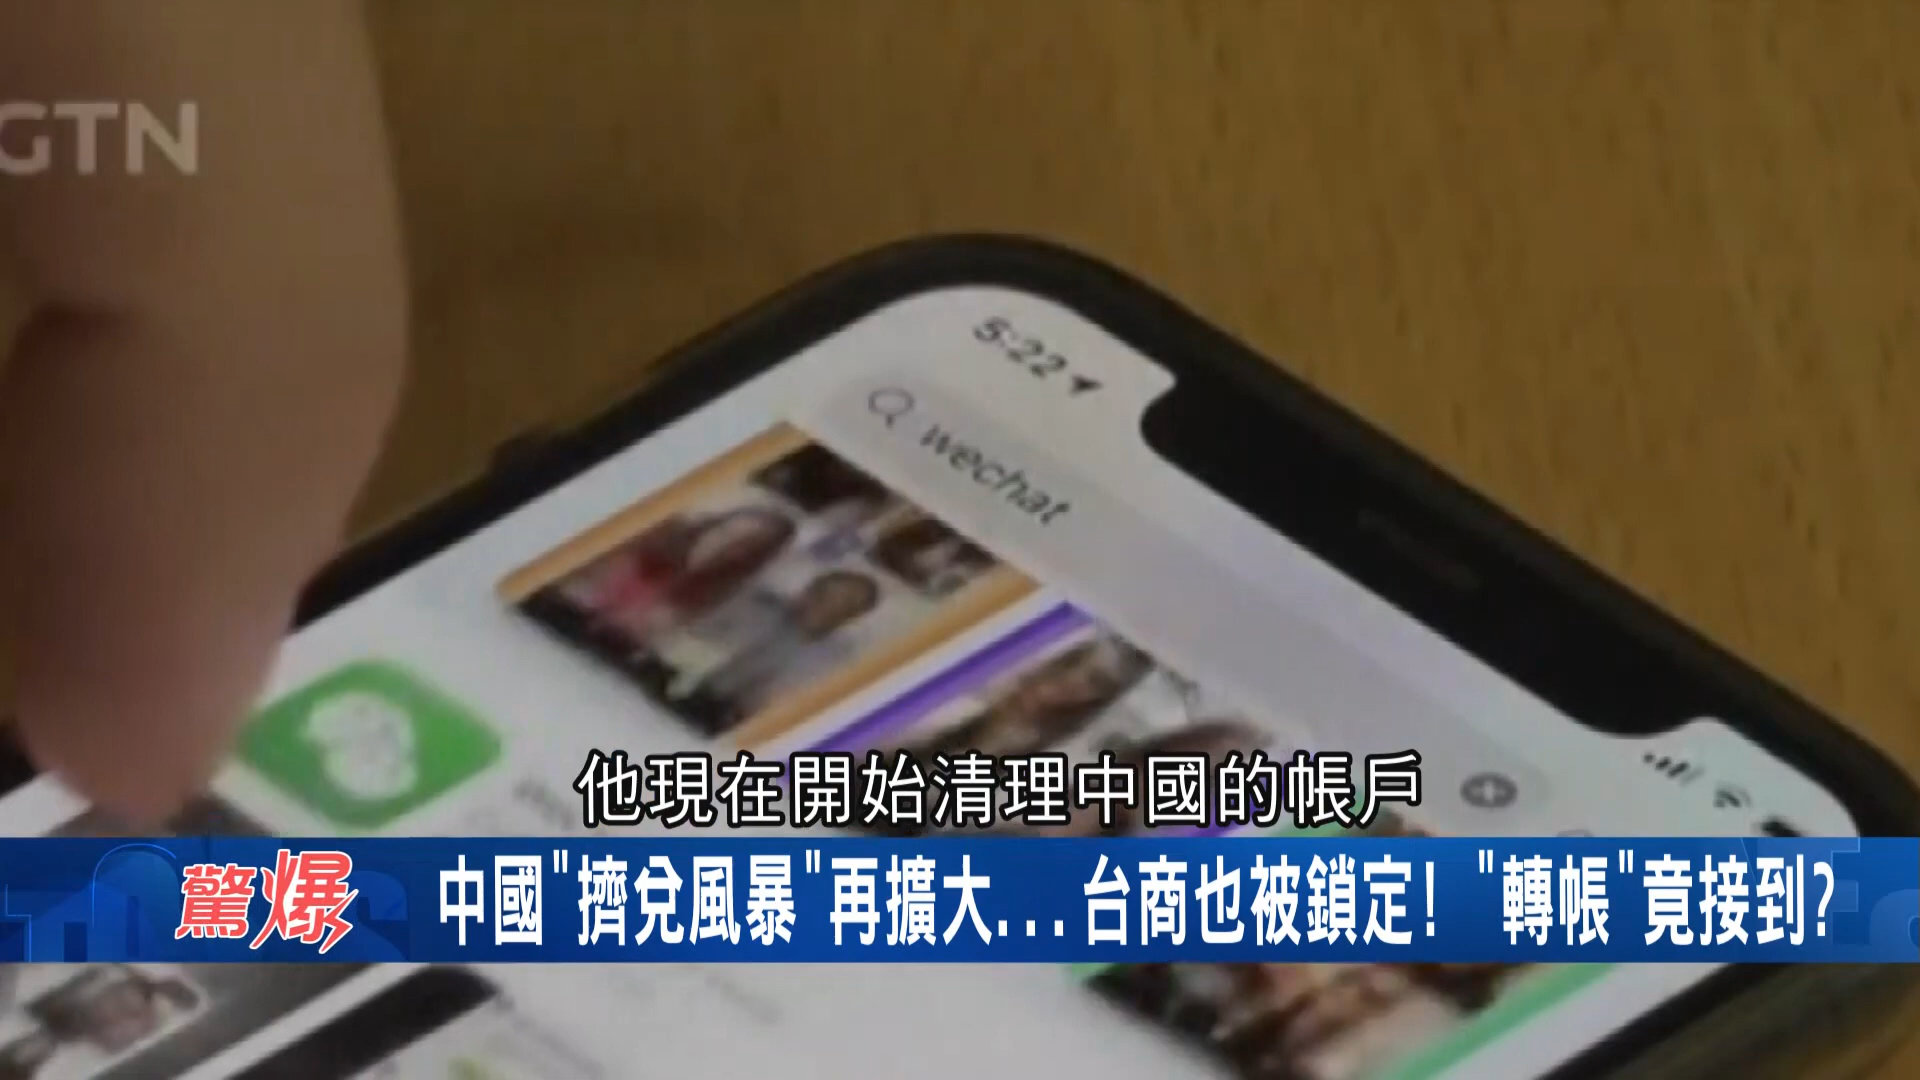 GTN
5:22
wechat
他現在開始清理中國的帳戶
驚爆
中國"擠兌風暴"再擴大...台商也被鎖定! "轉帳"竟接到?